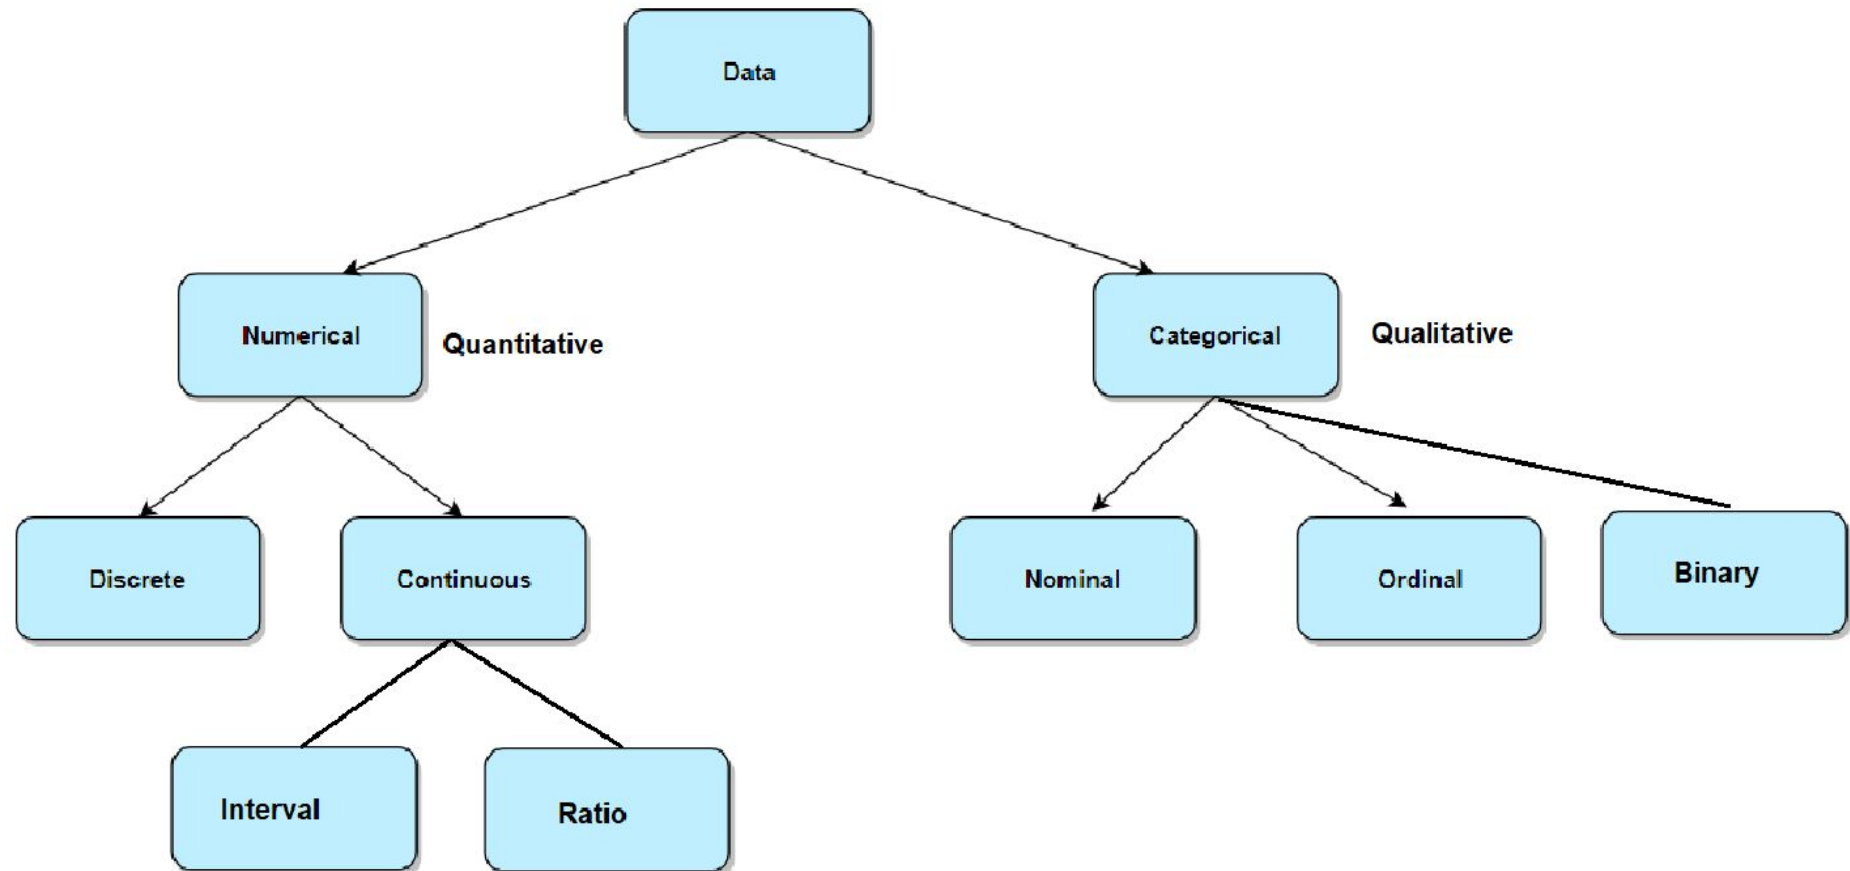 Data
Numerical
Quantitative
Categorical
Qualitative
Discrete
Continuous
Nominal
Ordinal
Binary
Interval
Ratio